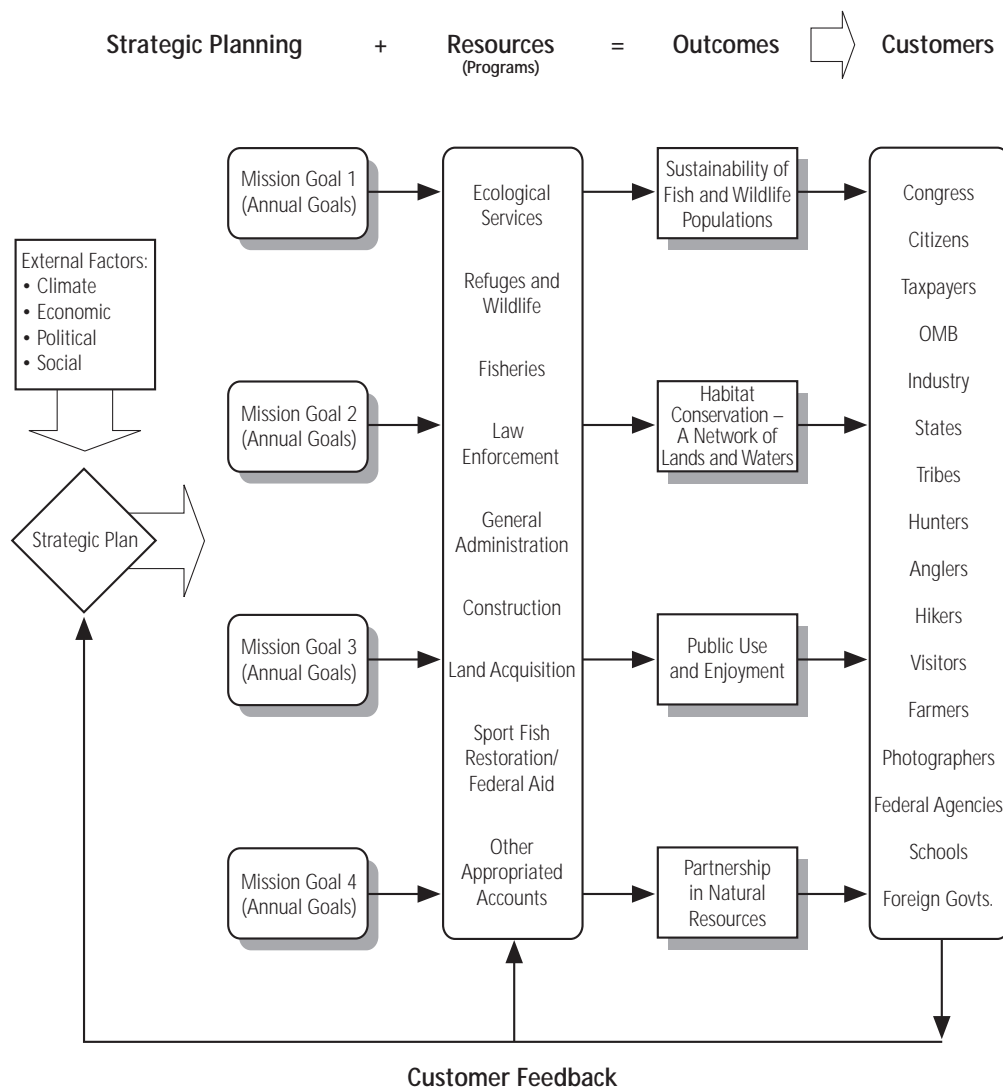 Strategic Planning + Resources = Outcomes Customers
(Programs)
Mission Goal 1
(Annual Goals)
Ecological
Services
Sustainability of
Fish and Wildlife
Populations
Congress
Citizens
External Factors:
• Climate
• Economic
• Political
• Social
Refuges and
Wildlife
Taxpayers
OMB
Fisheries
Industry
Mission Goal 2
(Annual Goals)
Law
Enforcement
Habitat
Conservation –
A Network of
Lands and Waters
States
Tribes
Strategic Plan
General
Administration
Hunters
Anglers
Construction
Hikers
Mission Goal 3
(Annual Goals)
Land Acquisition
Public Use
and Enjoyment
Visitors
Farmers
Sport Fish
Restoration/
Federal Aid
Photographers
Federal Agencies
Mission Goal 4
(Annual Goals)
Other
Appropriated
Accounts
Partnership
in Natural
Resources
Schools
Foreign Govts.
Customer Feedback